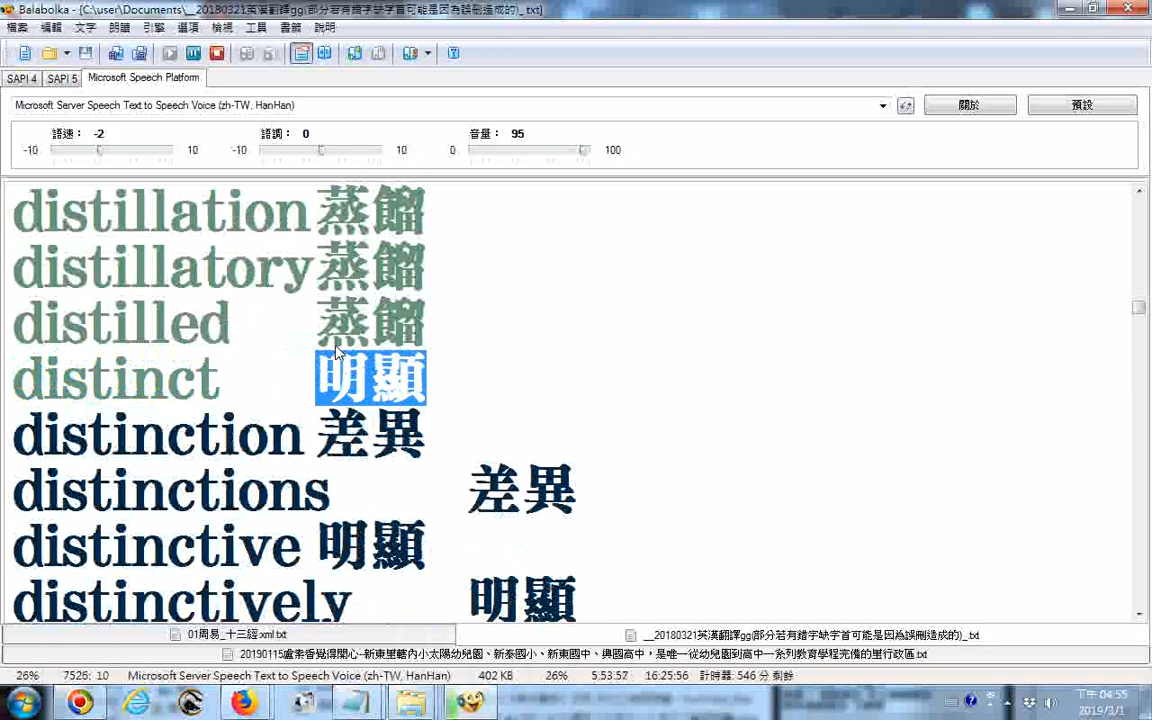 Balabolka - [C:\user\Documents\__20180321英漢翻譯gg(部分若有錯字缺字首可能是因為誤刪造成的)_.txt]
檔案 編輯 文字 朗讀 引擎 選項 檢視 工具 書籤 說明
SAPI 4 SAPI 5 Microsoft Speech Platform
Microsoft Server Speech Text to Speech Voice (zh-TW, HanHan) 關於 預設
語速： -2 語調： 0 音量： 95
-10 10 -10 10 0 100
distillation 蒸餾
distillatory 蒸餾
distilled 蒸餾
distinct 明顯
distinction 差異
distinctions 差異
distinctive 明顯
distinctively 明顯
01周易_十三經.xml.txt __20180321英漢翻譯gg(部分若有錯字缺字首可能是因為誤刪造成的)_.txt
20190115盧素香覺得開心-新東里轄內小太陽幼兒園、新泰國小、新東國中、興國高中，是唯一從幼兒園到高中一系列教育學程完備的里行政區.txt
26% 7526: 10 Microsoft Server Speech Text to Speech Voice (zh-TW, HanHan) 402 KB 26% 5:53:57 16:25:56 計時器: 546 分 剩餘
下午 04:55
2019/3/1